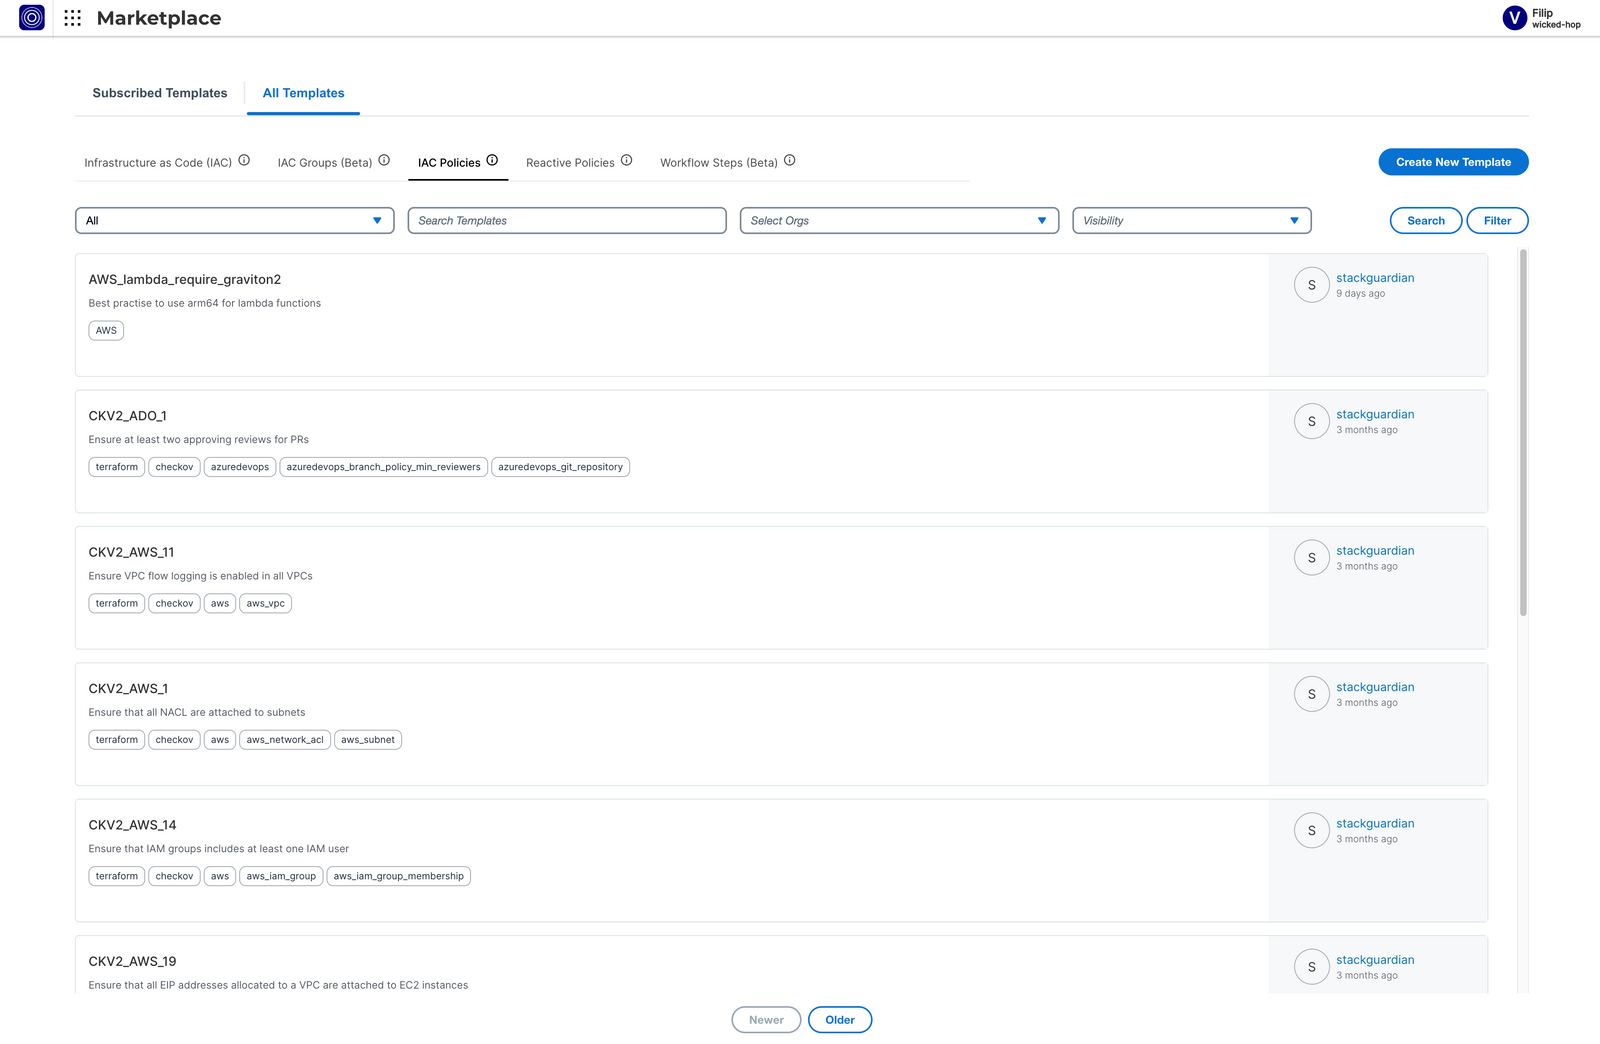 Marketplace
V
Filip
wicked-hop
Subscribed Templates
All Templates
Infrastructure as Code (IAC)
IAC Groups (Beta)
IAC Policies
Reactive Policies
Workflow Steps (Beta)
Create New Template
All
Search Templates
Select Orgs
Visibility
Search
Filter
AWS_lambda_require_graviton2
Best practise to use arm64 for lambda functions
AWS
S
stackguardian
9 days ago
CKV2_ADO_1
Ensure at least two approving reviews for PRs
terraform checkov azuredevops azuredevops_branch_policy_min_reviewers azuredevops_git_repository
S
stackguardian
3 months ago
CKV2_AWS_11
Ensure VPC flow logging is enabled in all VPCs
terraform checkov aws aws_vpc
S
stackguardian
3 months ago
CKV2_AWS_1
Ensure that all NACL are attached to subnets
terraform checkov aws aws_network_acl aws_subnet
S
stackguardian
3 months ago
CKV2_AWS_14
Ensure that IAM groups includes at least one IAM user
terraform checkov aws aws_iam_group aws_iam_group_membership
S
stackguardian
3 months ago
CKV2_AWS_19
Ensure that all EIP addresses allocated to a VPC are attached to EC2 instances
S
stackguardian
3 months ago
Newer
Older